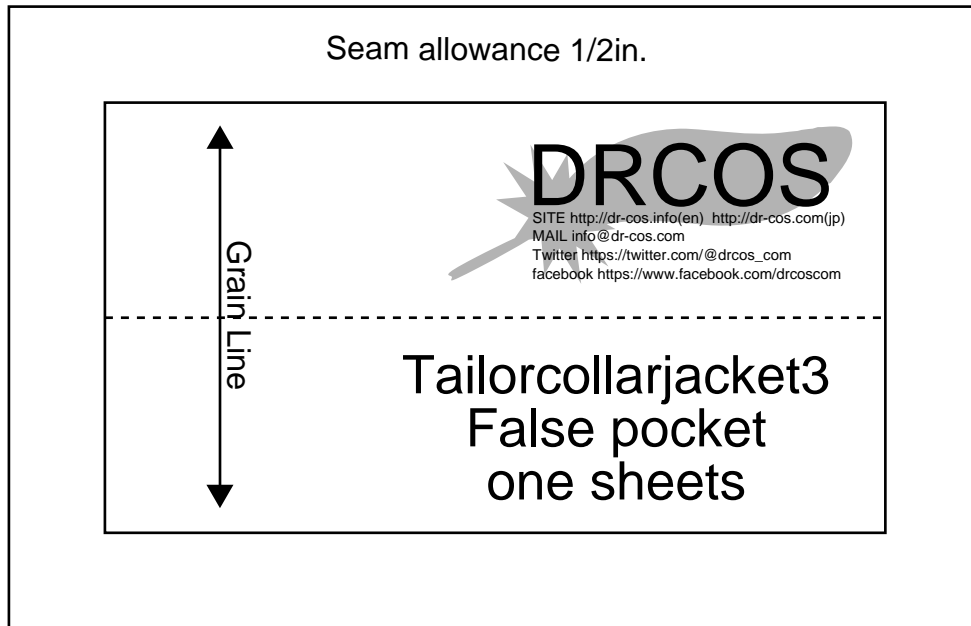 Seam allowance 1/2in.
DRCOS
SITE http://dr-cos.info(en) http://dr-cos.com(jp)
MAIL info@dr-cos.com
Twitter https://twitter.com/@drcos_com
facebook https://www.facebook.com/drcoscom
Grain Line
Tailorcollarjacket3
False pocket
one sheets